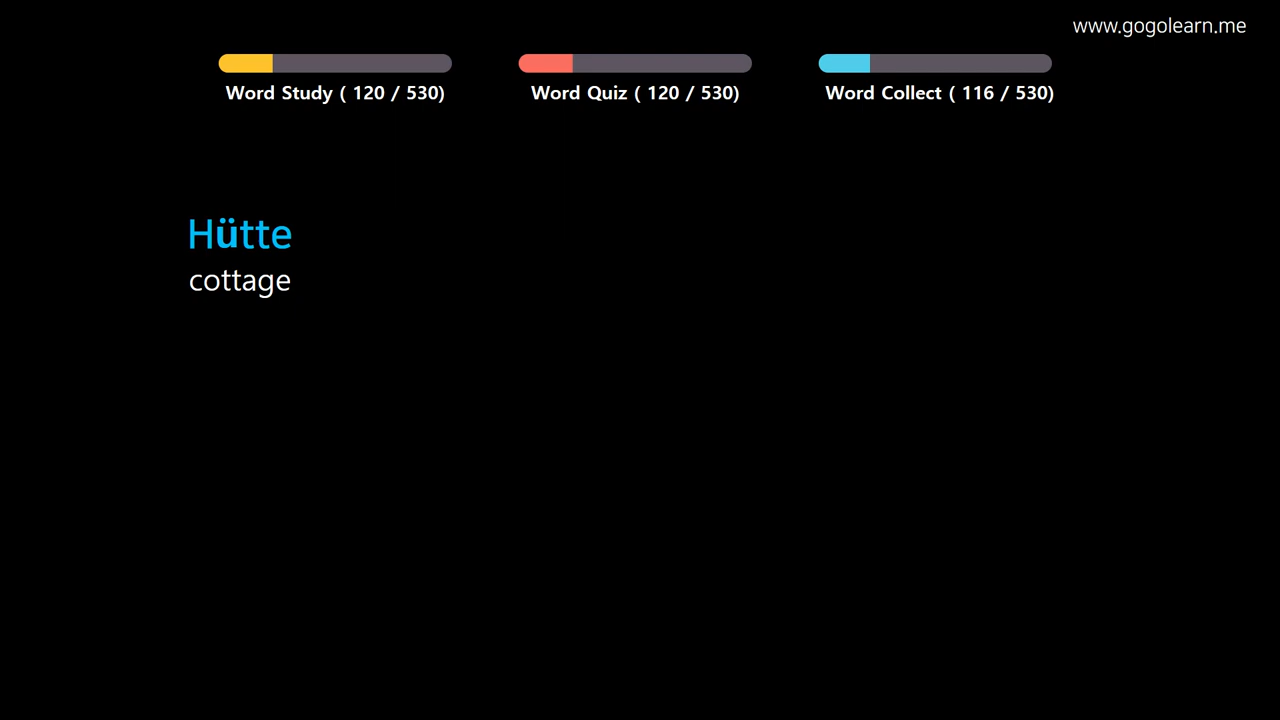 www.gogolearn.me
Word Study ( 120 / 530)
Word Quiz ( 120 / 530)
Word Collect ( 116 / 530)
Hütte
cottage